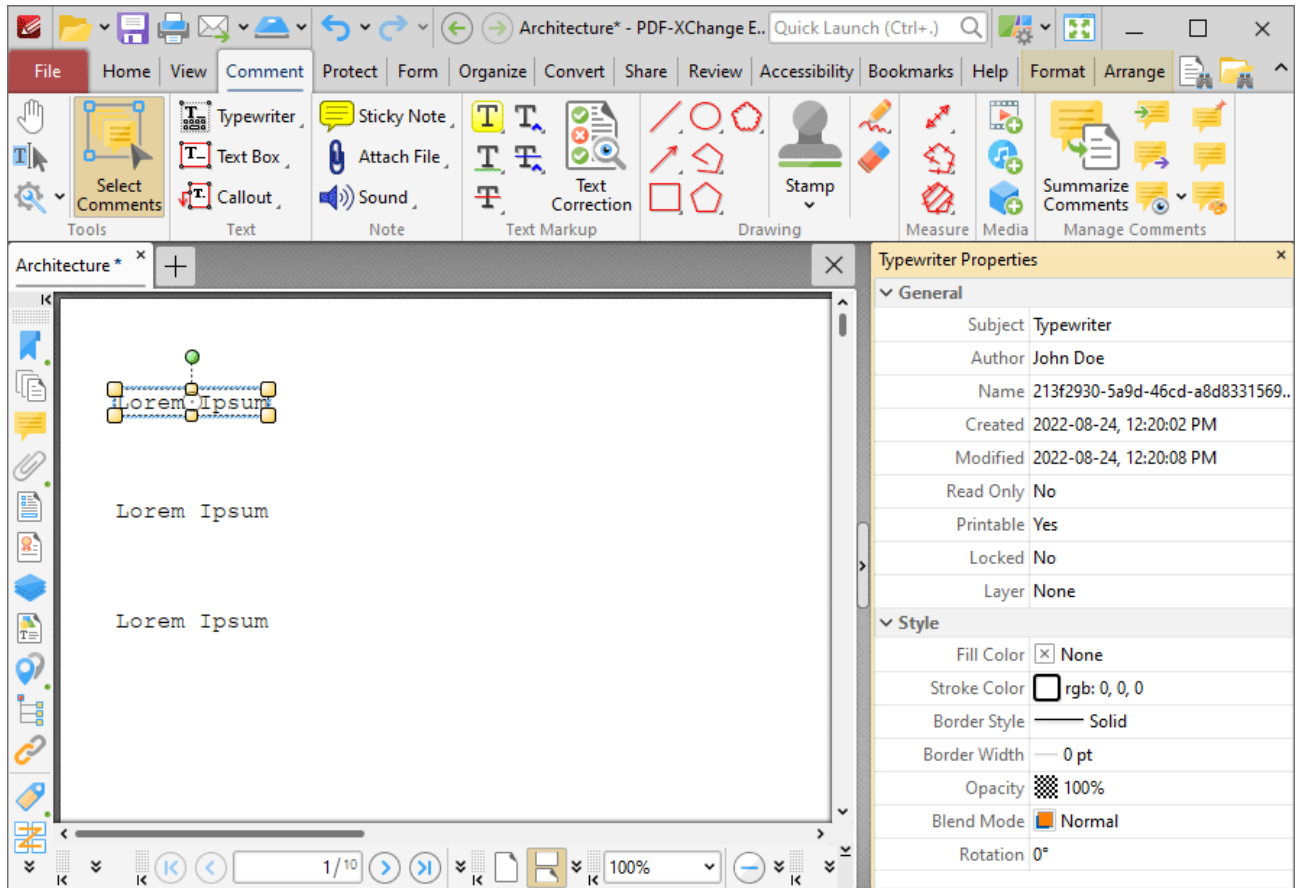 Architecture* - PDF-XChange E.. Quick Launch (Ctrl+.)
File Home View Comment Protect Form Organize Convert Share Review Accessibility Bookmarks Help Format Arrange
Select Comments
Typewriter
Text Box
Callout
Sticky Note
Attach File
Sound
Text Correction
Stamp
Summarize Comments
Tools Text Note Text Markup Drawing Measure Media Manage Comments
Architecture *
Lorem Ipsum
Lorem Ipsum
Lorem Ipsum
1/10
100%
Typewriter Properties
General
Subject Typewriter
Author John Doe
Name 213f2930-5a9d-46cd-a8d8331569..
Created 2022-08-24, 12:20:02 PM
Modified 2022-08-24, 12:20:08 PM
Read Only No
Printable Yes
Locked No
Layer None
Style
Fill Color None
Stroke Color rgb: 0, 0, 0
Border Style Solid
Border Width 0 pt
Opacity 100%
Blend Mode Normal
Rotation 0°